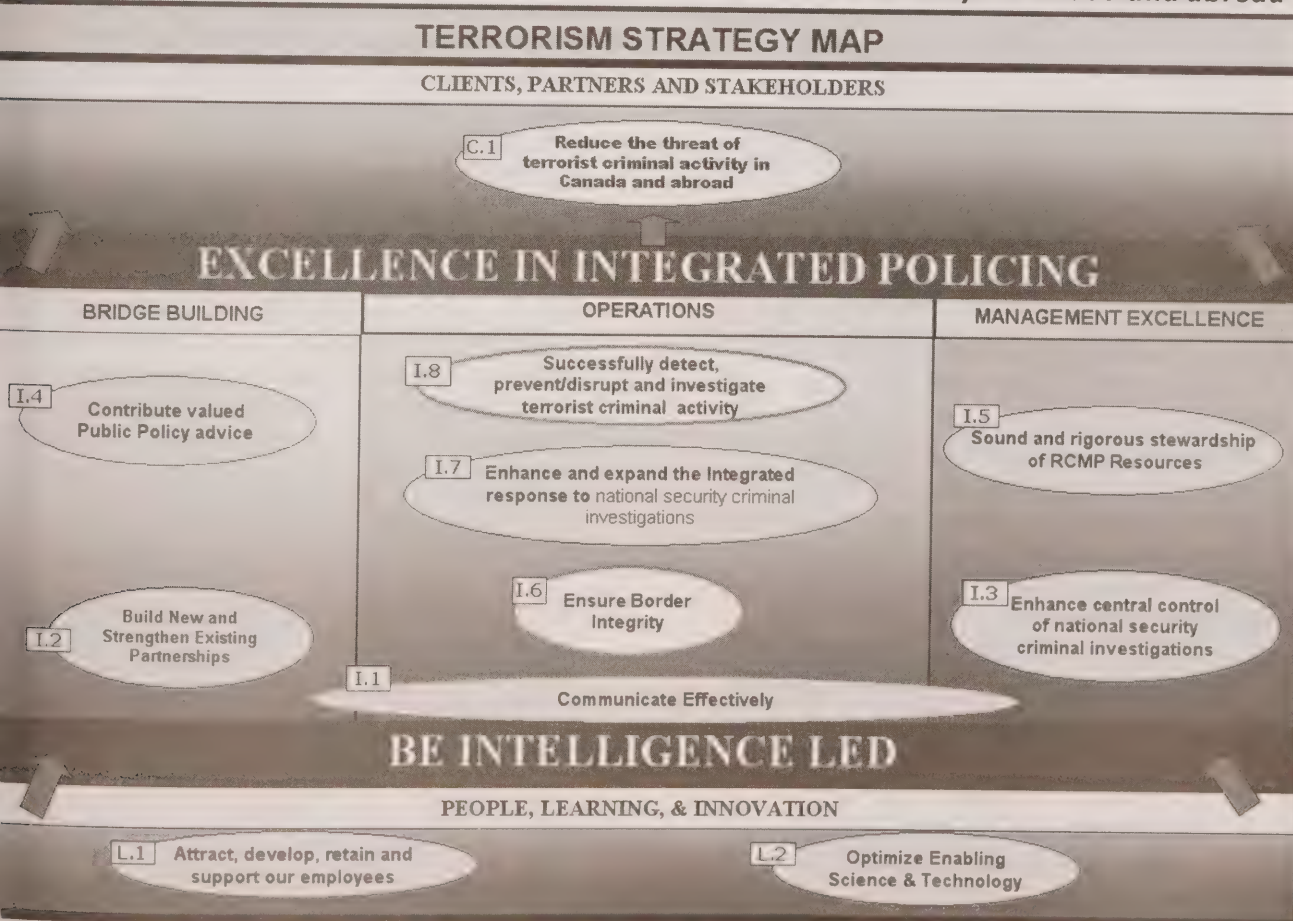 and abroad
TERRORISM STRATEGY MAP
CLIENTS, PARTNERS AND STAKEHOLDERS
C.1
Reduce the threat of
terrorist criminal activity in
Canada and abroad
EXCELLENCE IN INTEGRATED POLICING
BRIDGE BUILDING
OPERATIONS
MANAGEMENT EXCELLENCE
I.4
Contribute valued
Public Policy advice
I.2
Build New and
Strengthen Existing
Partnerships
I.8
Successfully detect,
prevent/disrupt and investigate
terrorist criminal activity
I.7
Enhance and expand the Integrated
response to national security criminal
investigations
I.6
Ensure Border
Integrity
I.5
Sound and rigorous stewardship
of RCMP Resources
I.3
Enhance central control
of national security
criminal investigations
I.1
Communicate Effectively
BE INTELLIGENCE LED
PEOPLE, LEARNING, & INNOVATION
L.1
Attract, develop, retain and
support our employees
L.2
Optimize Enabling
Science & Technology